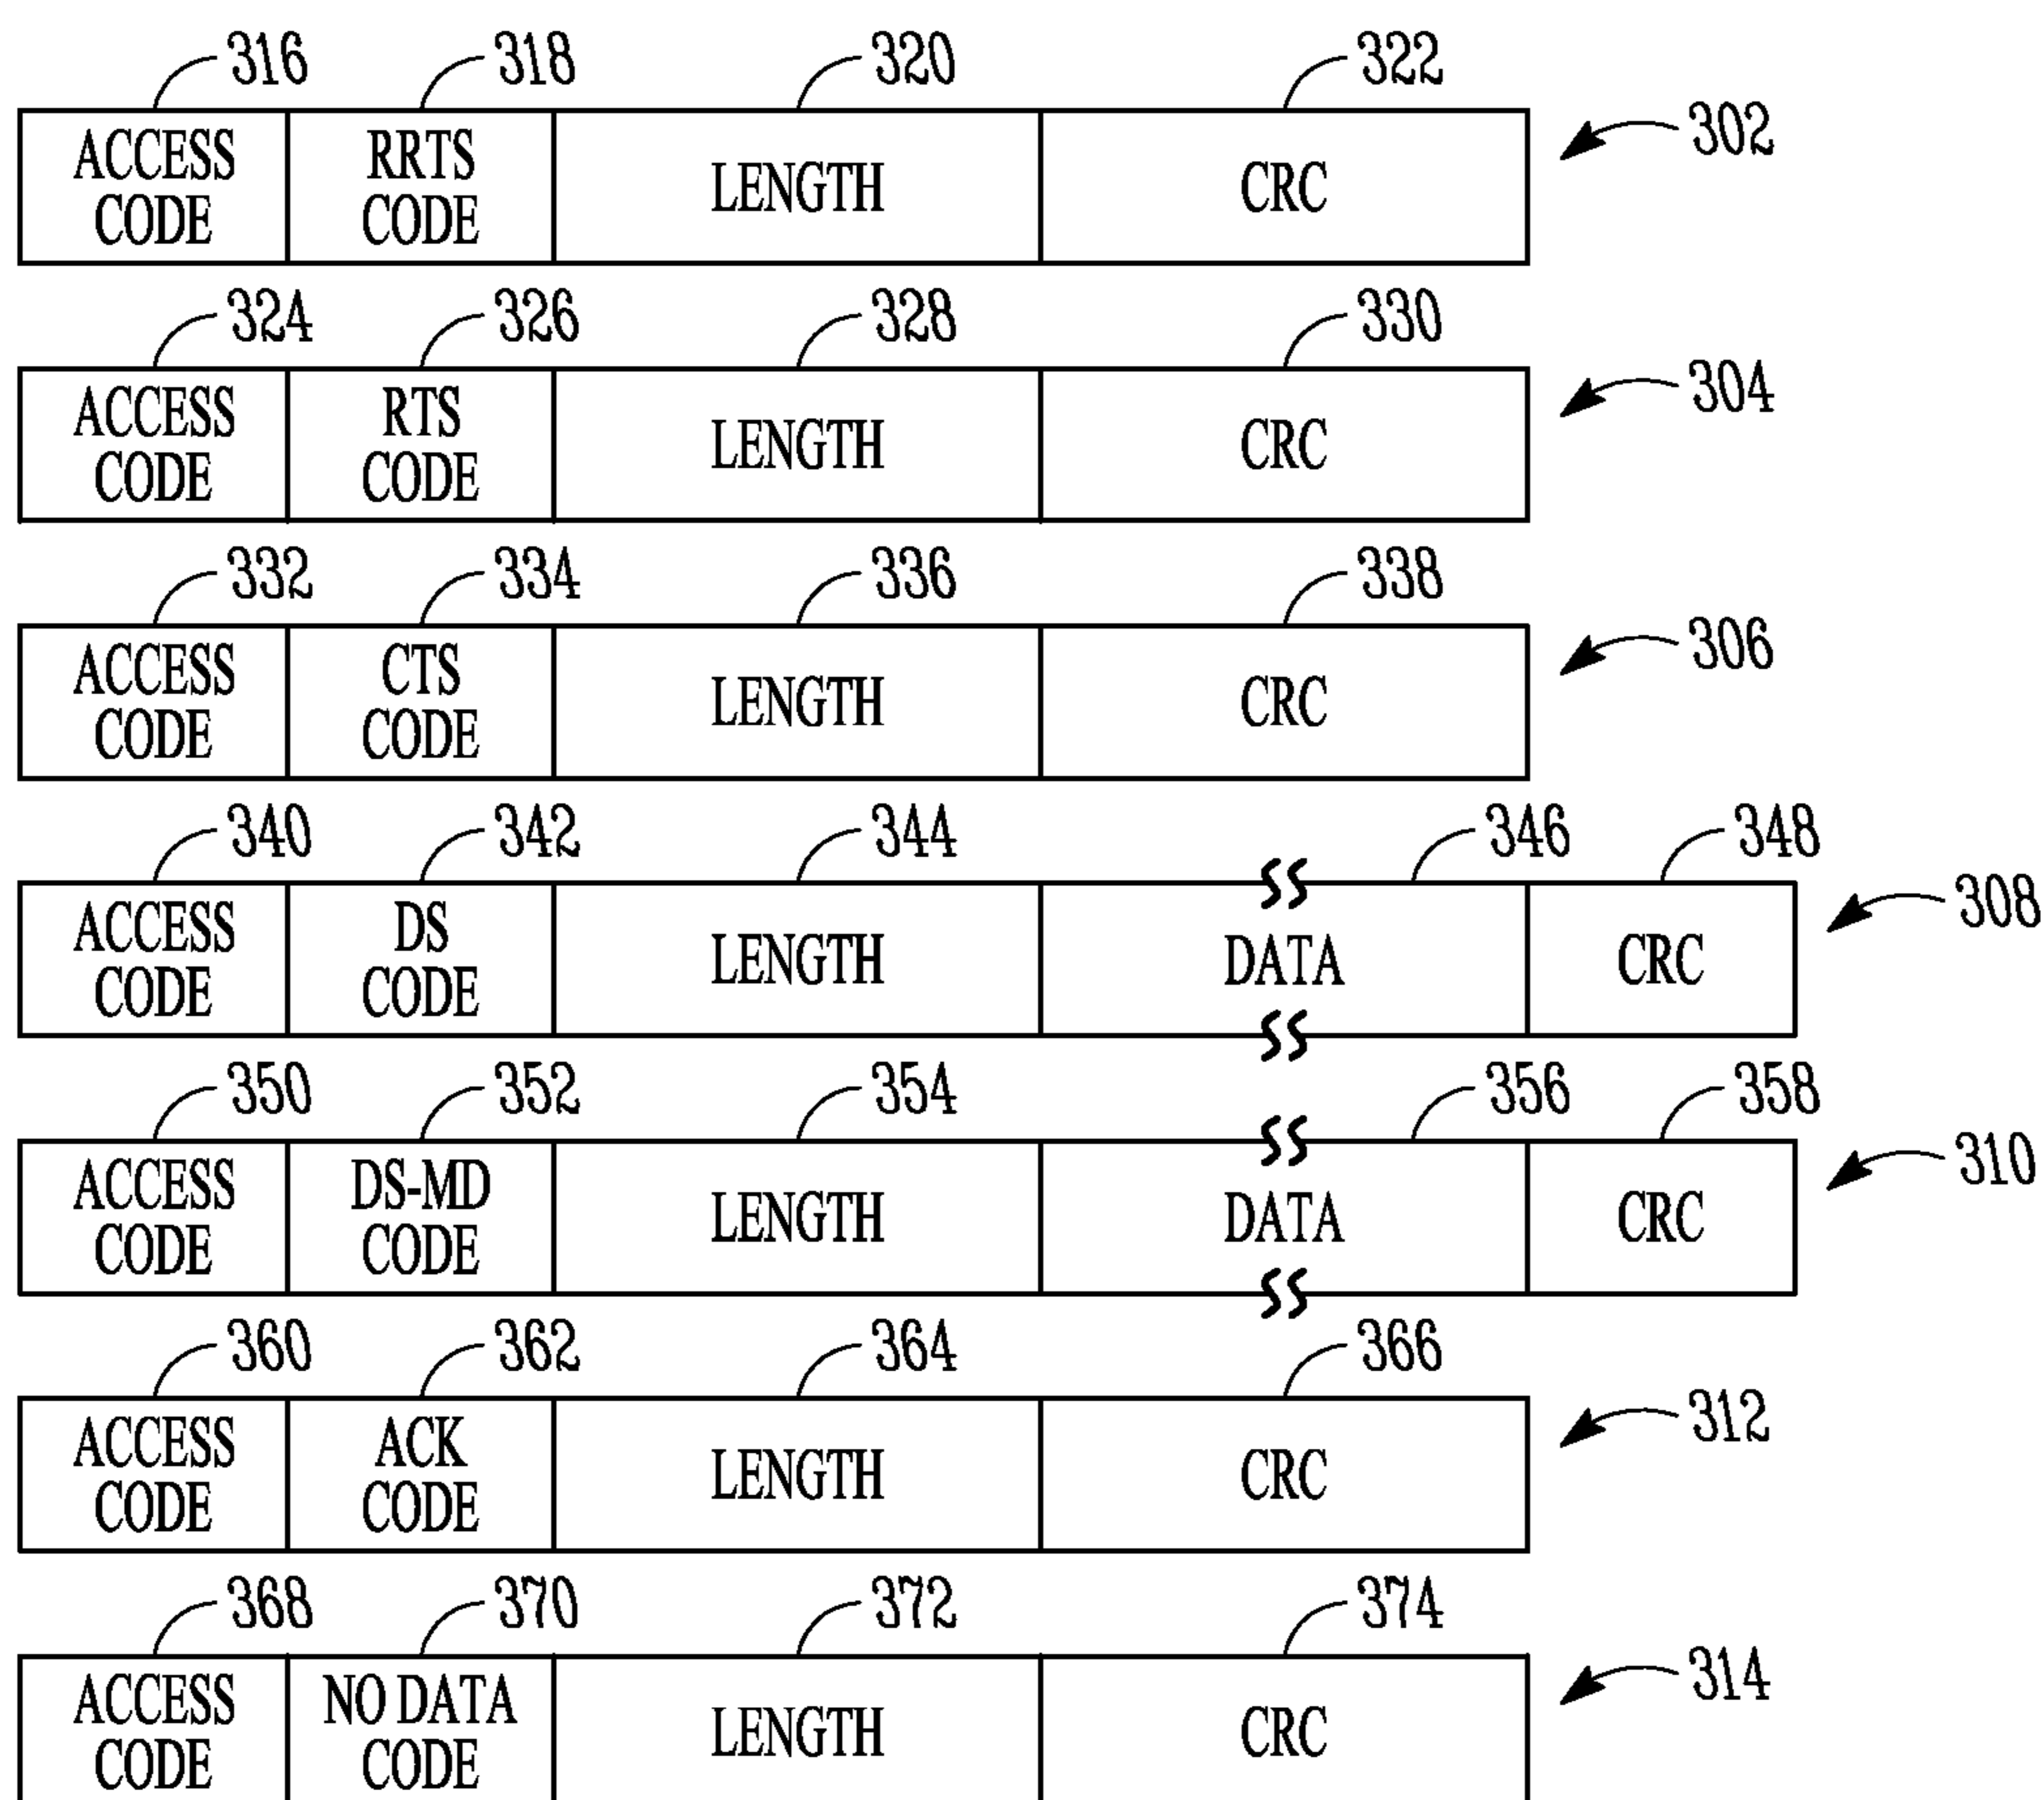 316 318 320 322
ACCESS CODE RRTS CODE LENGTH CRC 302
324 326 328 330
ACCESS CODE RTS CODE LENGTH CRC 304
332 334 336 338
ACCESS CODE CTS CODE LENGTH CRC 306
340 342 344 346 348
ACCESS CODE DS CODE LENGTH DATA CRC 308
350 352 354 356 358
ACCESS CODE DS-MD CODE LENGTH DATA CRC 310
360 362 364 366
ACCESS CODE ACK CODE LENGTH CRC 312
368 370 372 374
ACCESS CODE NO DATA CODE LENGTH CRC 314